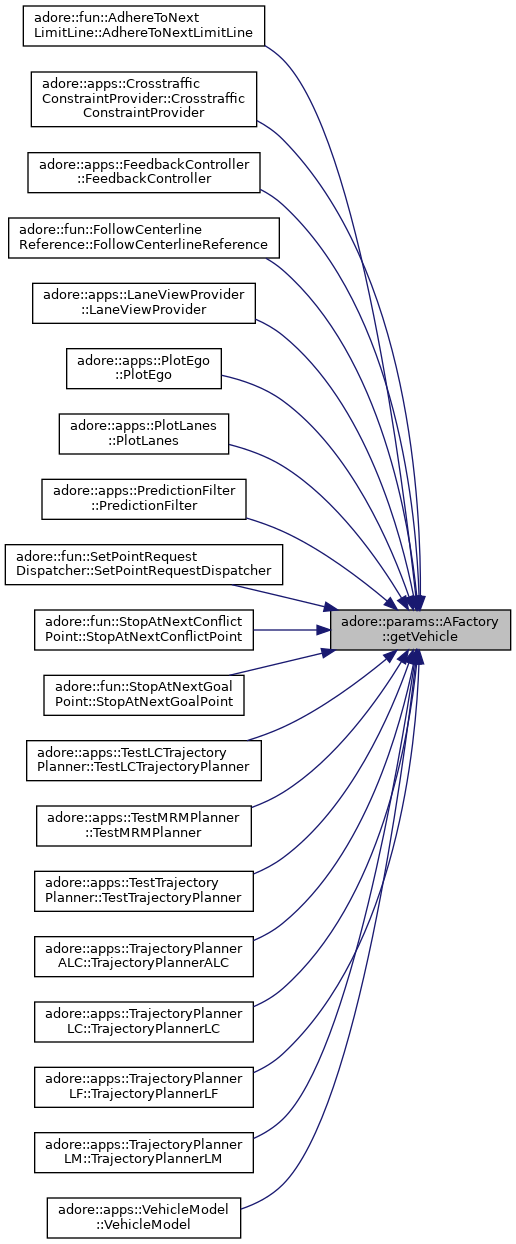 adore::fun::AdhereToNext
LimitLine::AdhereToNextLimitLine
adore::apps::Crosstraffic
ConstraintProvider::Crosstraffic
ConstraintProvider
adore::apps::FeedbackController
::FeedbackController
adore::fun::FollowCenterline
Reference::FollowCenterlineReference
adore::apps::LaneViewProvider
::LaneViewProvider
adore::apps::PlotEgo
::PlotEgo
adore::apps::PlotLanes
::PlotLanes
adore::apps::PredictionFilter
::PredictionFilter
adore::fun::SetPointRequest
Dispatcher::SetPointRequestDispatcher
adore::fun::StopAtNextConflict
Point::StopAtNextConflictPoint
adore::params::AFactory
::getVehicle
adore::fun::StopAtNextGoal
Point::StopAtNextGoalPoint
adore::apps::TestLCTrajectory
Planner::TestLCTrajectoryPlanner
adore::apps::TestMRMPlanner
::TestMRMPlanner
adore::apps::TestTrajectory
Planner::TestTrajectoryPlanner
adore::apps::TrajectoryPlanner
ALC::TrajectoryPlannerALC
adore::apps::TrajectoryPlanner
LC::TrajectoryPlannerLC
adore::apps::TrajectoryPlanner
LF::TrajectoryPlannerLF
adore::apps::TrajectoryPlanner
LM::TrajectoryPlannerLM
adore::apps::VehicleModel
::VehicleModel